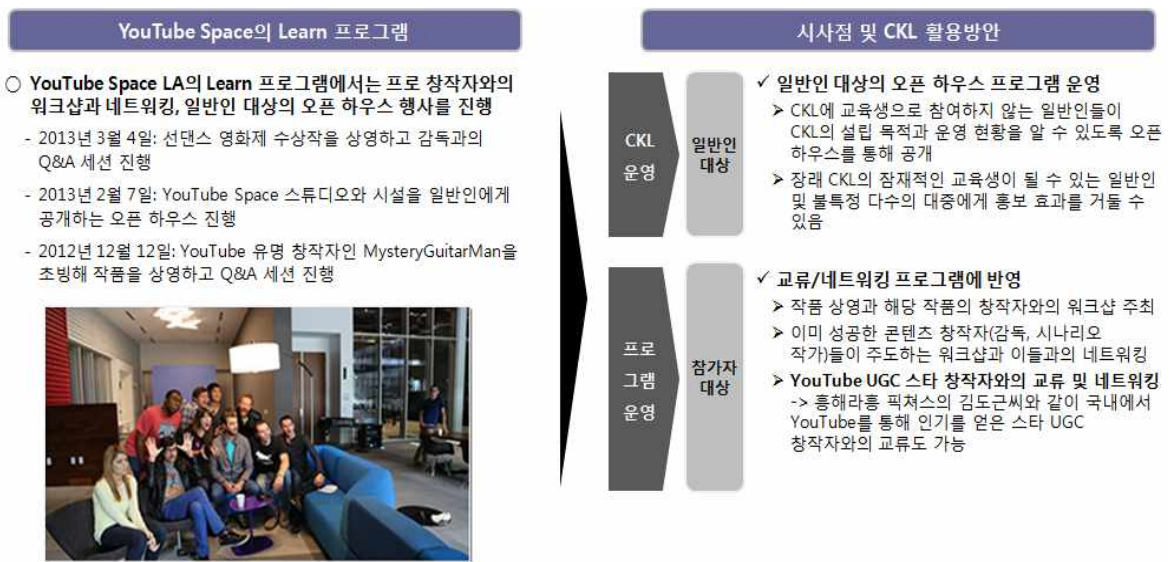 YouTube Space의 Learn 프로그램
○ YouTube Space LA의 Learn 프로그램에서는 프로 창작자와의
워크샵과 네트워킹, 일반인 대상의 오픈 하우스 행사를 진행
- 2013년 3월 4일: 선댄스 영화제 수상작을 상영하고 감독과의
Q&A 세션 진행
- 2013년 2월 7일: YouTube Space 스튜디오와 시설을 일반인에게
공개하는 오픈 하우스 진행
- 2012년 12월 12일: YouTube 유명 창작자인 MysteryGuitarMan을
초빙해 작품을 상영하고 Q&A 세션 진행
시사점 및 CKL 활용방안
CKL
운영
일반인
대상
✓ 일반인 대상의 오픈 하우스 프로그램 운영
➢ CKL에 교육생으로 참여하지 않는 일반인들이
CKL의 설립 목적과 운영 현황을 알 수 있도록 오픈
하우스를 통해 공개
➢ 장래 CKL의 잠재적인 교육생이 될 수 있는 일반인
및 불특정 다수의 대중에게 홍보 효과를 거둘 수
있음
프로
그램
운영
참가자
대상
✓ 교류/네트워킹 프로그램에 반영
➢ 작품 상영과 해당 작품의 창작자와의 워크샵 주최
➢ 이미 성공한 콘텐츠 창작자(감독, 시나리오
작가)들이 주도하는 워크샵과 이들과의 네트워킹
➢ YouTube UGC 스타 창작자와의 교류 및 네트워킹
-> 흥해라흥 픽쳐스의 김도근씨와 같이 국내에서
YouTube를 통해 인기를 얻은 스타 UGC
창작자와의 교류도 가능